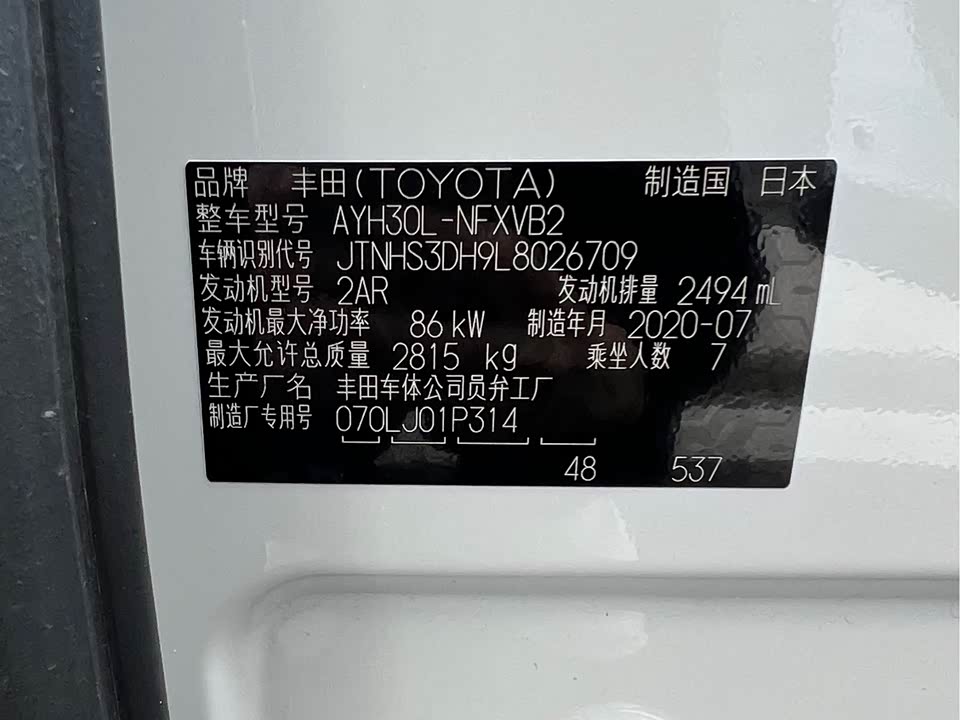 品牌 丰田(TOYOTA) 制造国 日本
整车型号 AYH30L-NFXVB2
车辆识别代号 JTNHS3DH9L8026709
发动机型号 2AR 发动机排量 2494 mL
发动机最大净功率 86 kW 制造年月 2020-07
最大允许总质量 2815 kg 乘坐人数 7
生产厂名 丰田车体公司员弁工厂
制造厂专用号 070LJ01P314
48 537